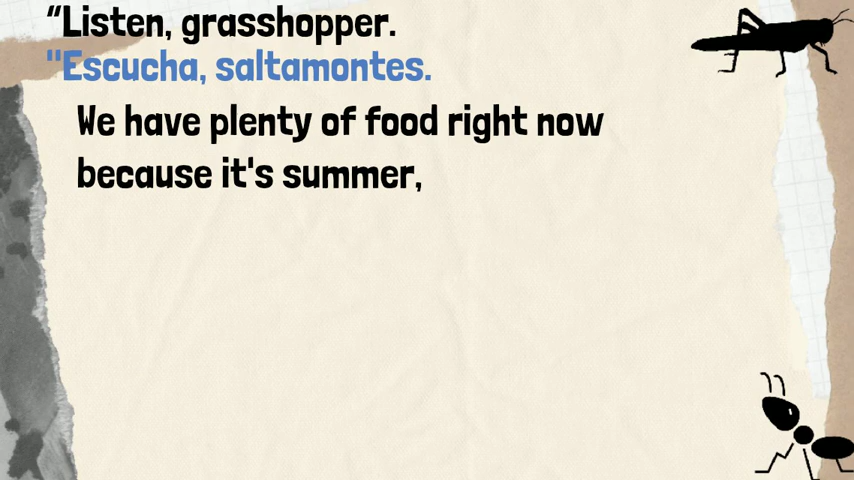 “Listen, grasshopper.
"Escucha, saltamontes.
We have plenty of food right now
because it's summer,